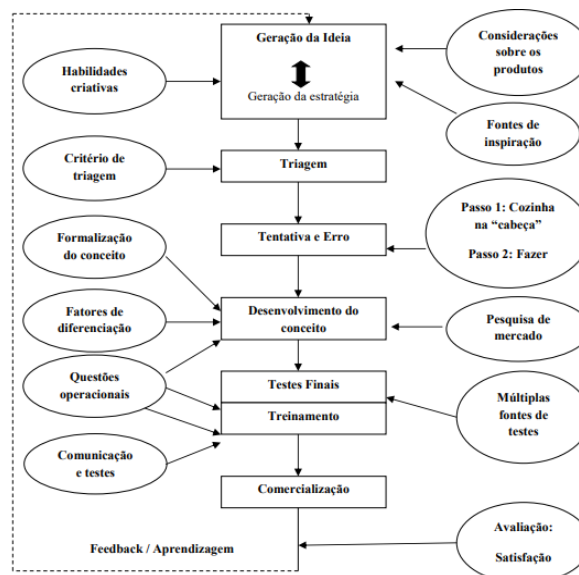 Geração da Ideia
Geração da estratégia
Considerações
sobre os
produtos
Habilidades
criativas
Fontes de
inspiração
Critério de
triagem
Triagem
Passo 1: Cozinha
na “cabeça”
Passo 2: Fazer
Tentativa e Erro
Formalização
do conceito
Fatores de
diferenciação
Desenvolvimento do
conceito
Pesquisa de
mercado
Questões
operacionais
Testes Finais
Treinamento
Múltiplas
fontes de
testes
Comunicação
e testes
Comercialização
Avaliação:
Satisfação
Feedback / Aprendizagem